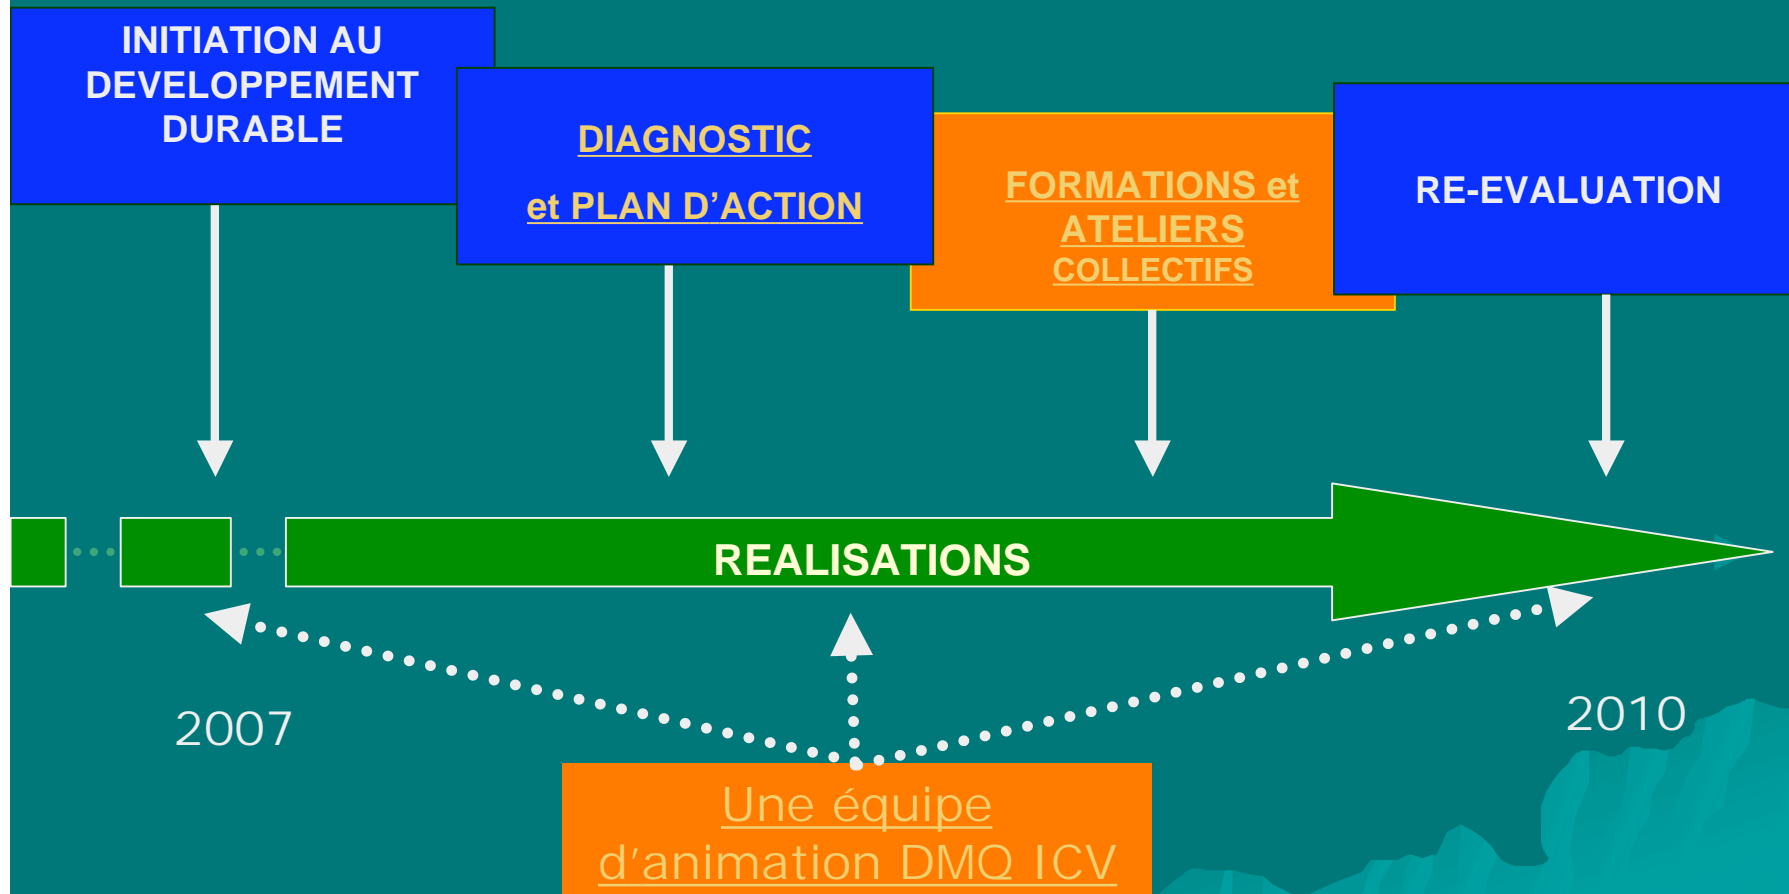 INITIATION AU
DEVELOPPEMENT
DURABLE
DIAGNOSTIC
et PLAN D’ACTION
FORMATIONS et
ATELIERS
COLLECTIFS
RE-EVALUATION
REALISATIONS
2007
2010
Une équipe
d’animation DMQ ICV